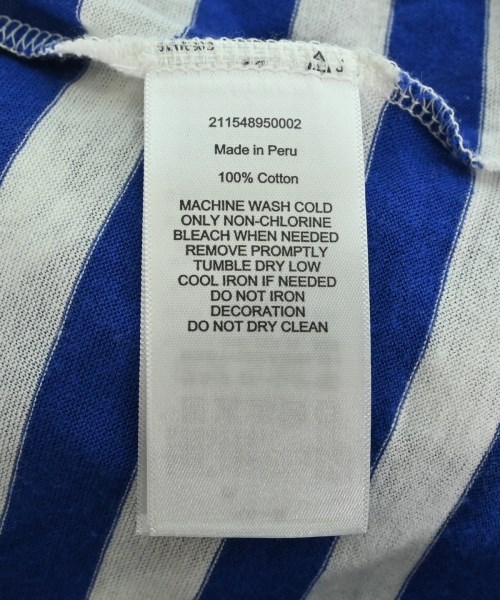 211548950002
Made in Peru
100% Cotton
MACHINE WASH COLD
ONLY NON-CHLORINE
BLEACH WHEN NEEDED
REMOVE PROMPTLY
TUMBLE DRY LOW
COOL IRON IF NEEDED
DO NOT IRON
DECORATION
DO NOT DRY CLEAN